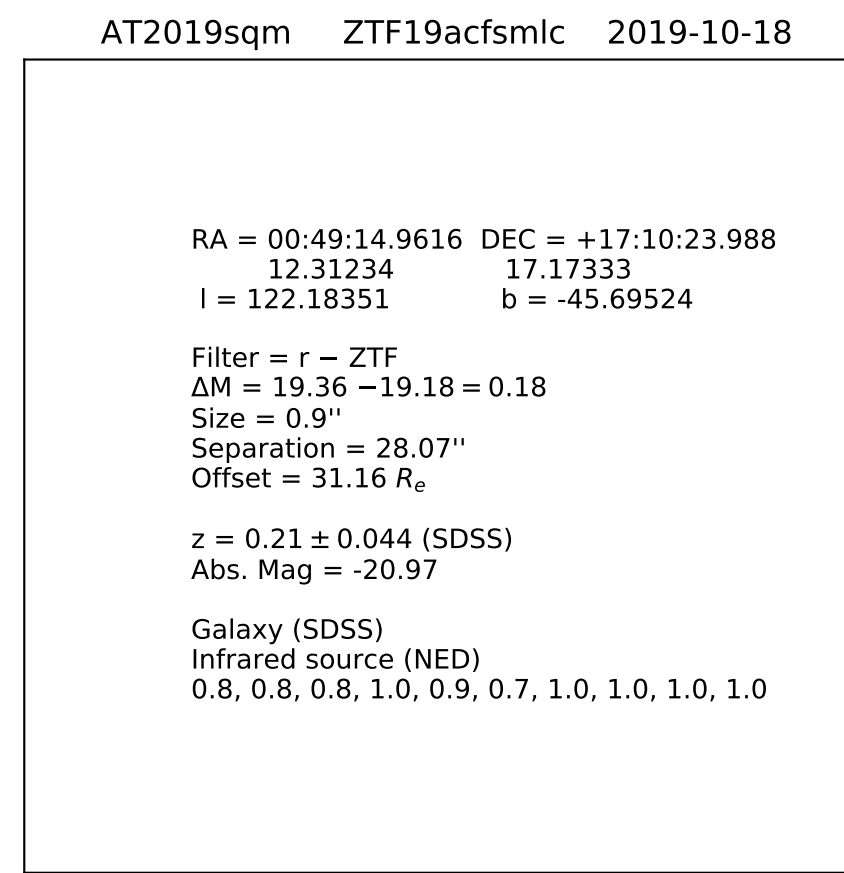 AT2019sqm ZTF19acfsmlc 2019-10-18
RA = 00:49:14.9616 DEC = +17:10:23.988
12.31234 17.17333
l = 122.18351 b = -45.69524
Filter = r − ZTF
ΔM = 19.36 −19.18 = 0.18
Size = 0.9''
Separation = 28.07''
Offset = 31.16 Re
z = 0.21 ± 0.044 (SDSS)
Abs. Mag = -20.97
Galaxy (SDSS)
Infrared source (NED)
0.8, 0.8, 0.8, 1.0, 0.9, 0.7, 1.0, 1.0, 1.0, 1.0